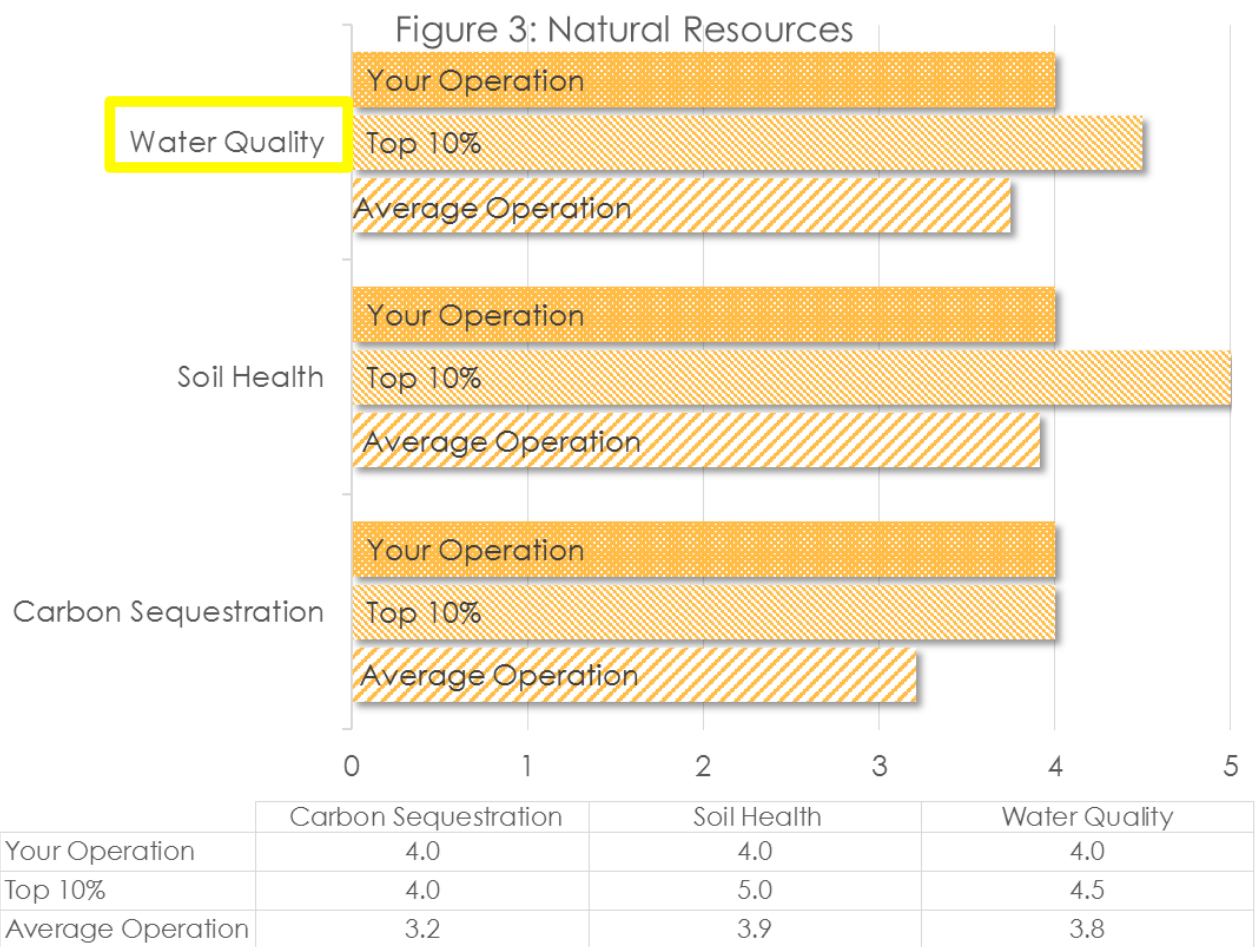 Figure 3: Natural Resources
Your Operation
Water Quality Top 10%
Average Operation
Your Operation
Soil Health Top 10%
Average Operation
Your Operation
Carbon Sequestration Top 10%
Average Operation
0 1 2 3 4 5
Carbon Sequestration Soil Health Water Quality
Your Operation 4.0 4.0 4.0
Top 10% 4.0 5.0 4.5
Average Operation 3.2 3.9 3.8